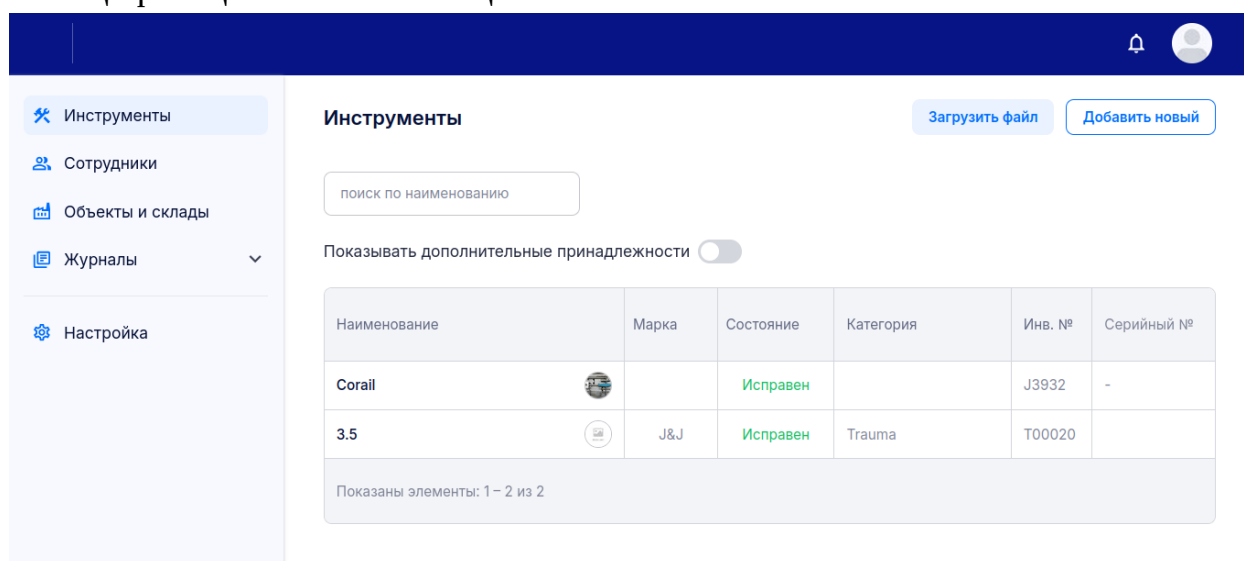 Инструменты
Сотрудники
Объекты и склады
Журналы
Настройка
Инструменты
Загрузить файл
Добавить новый
поиск по наименованию
Показывать дополнительные принадлежности
Наименование Марка Состояние Категория Инв. № Серийный №
Corail Исправен J3932 -
3.5 J&J Исправен Trauma T00020
Показаны элементы: 1 – 2 из 2